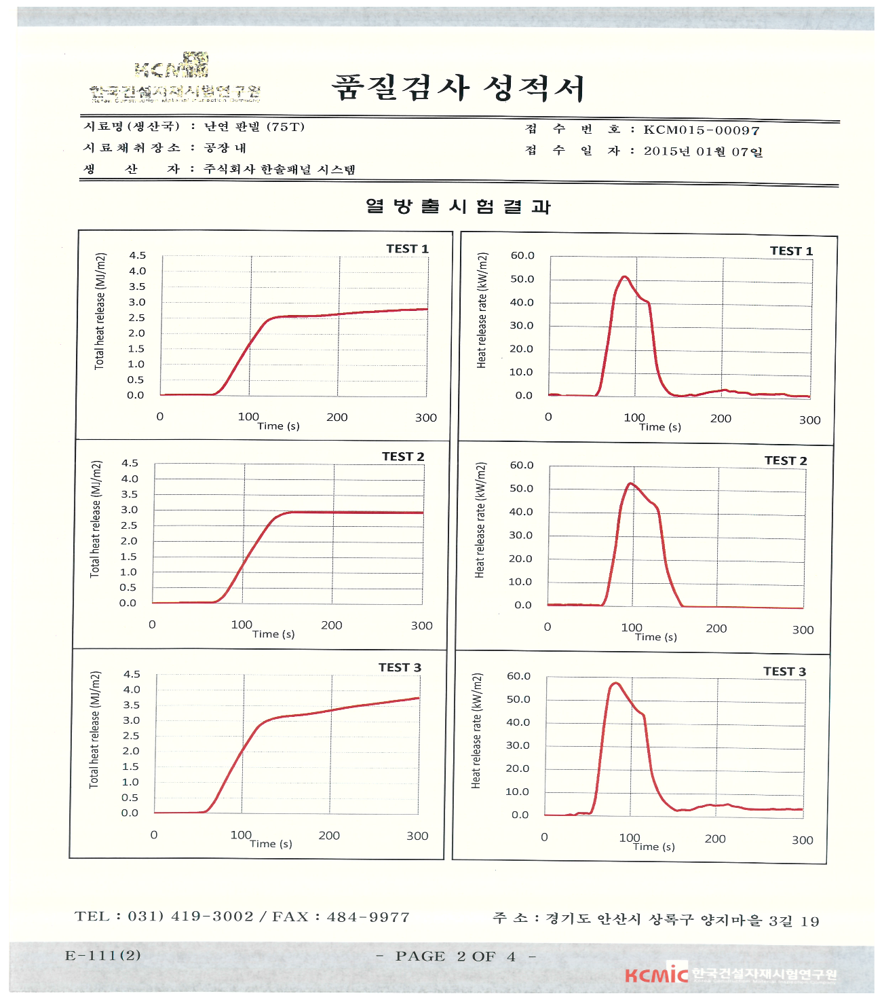 KCMIC
한국건설자재시험연구원
품질검사 성적서
시료명(생산국) : 난연 판넬 (75T)
접 수 번 호 : KCM015-00097
시료채취장소 : 공장 내
접 수 일 자 : 2015년 01월 07일
생 산 자 : 주식회사 한솔패널 시스템
열방출시험결과
TEST 1
Total heat release (MJ/m2)
4.5
4.0
3.5
3.0
2.5
2.0
1.5
1.0
0.5
0.0
0 100 200 300
Time (s)
TEST 1
Heat release rate (kW/m2)
60.0
50.0
40.0
30.0
20.0
10.0
0.0
0 100 200 300
Time (s)
TEST 2
Total heat release (MJ/m2)
4.5
4.0
3.5
3.0
2.5
2.0
1.5
1.0
0.5
0.0
0 100 200 300
Time (s)
TEST 2
Heat release rate (kW/m2)
60.0
50.0
40.0
30.0
20.0
10.0
0.0
0 100 200 300
Time (s)
TEST 3
Total heat release (MJ/m2)
4.5
4.0
3.5
3.0
2.5
2.0
1.5
1.0
0.5
0.0
0 100 200 300
Time (s)
TEST 3
Heat release rate (kW/m2)
60.0
50.0
40.0
30.0
20.0
10.0
0.0
0 100 200 300
Time (s)
TEL : 031) 419-3002 / FAX : 484-9977
주 소 : 경기도 안산시 상록구 양지마을 3길 19
E-111(2)
- PAGE 2 OF 4 -
KCMIC 한국건설자재시험연구원